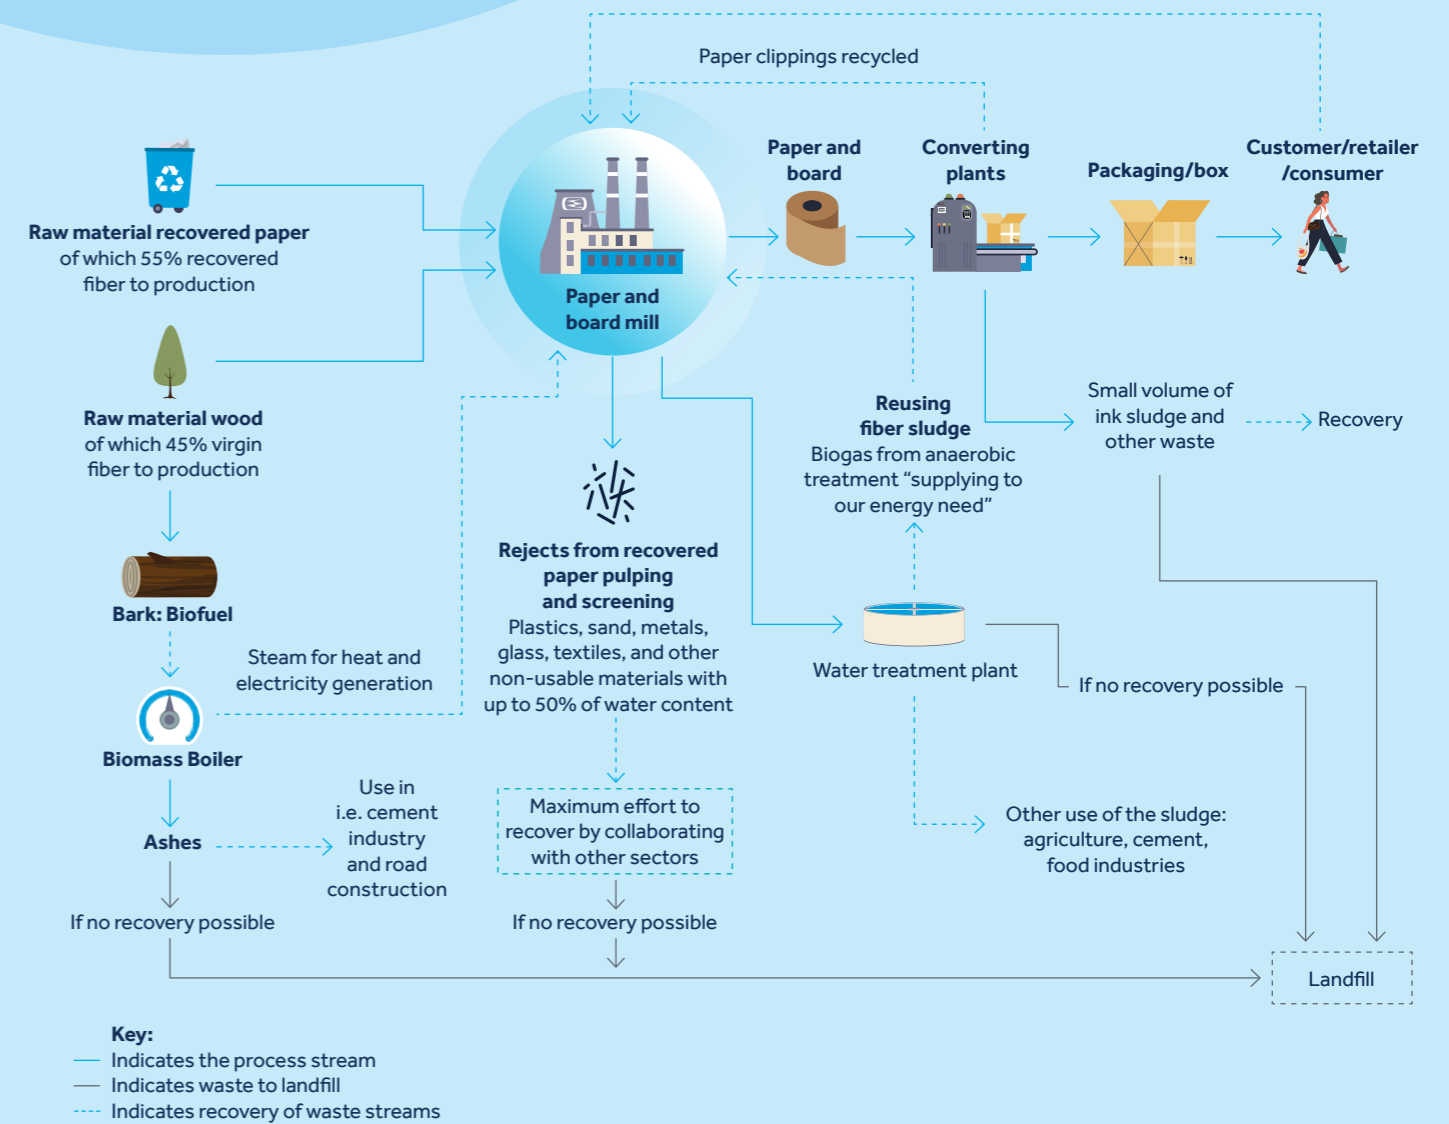 Paper clippings recycled
Raw material recovered paper
of which 55% recovered
fiber to production
Raw material wood
of which 45% virgin
fiber to production
Bark: Biofuel
Biomass Boiler
Steam for heat and
electricity generation
Ashes
Use in
i.e. cement
industry
and road
construction
If no recovery possible
Paper and
board mill
Rejects from recovered
paper pulping
and screening
Plastics, sand, metals,
glass, textiles, and other
non-usable materials with
up to 50% of water content
Maximum effort to
recover by collaborating
with other sectors
If no recovery possible
Paper and
board
Converting
plants
Packaging/box
Customer/retailer
/consumer
Reusing
fiber sludge
Biogas from anaerobic
treatment “supplying to
our energy need”
Water treatment plant
Small volume of
ink sludge and
other waste
Recovery
If no recovery possible
Other use of the sludge:
agriculture, cement,
food industries
Landfill
Key:
Indicates the process stream
Indicates waste to landfill
Indicates recovery of waste streams